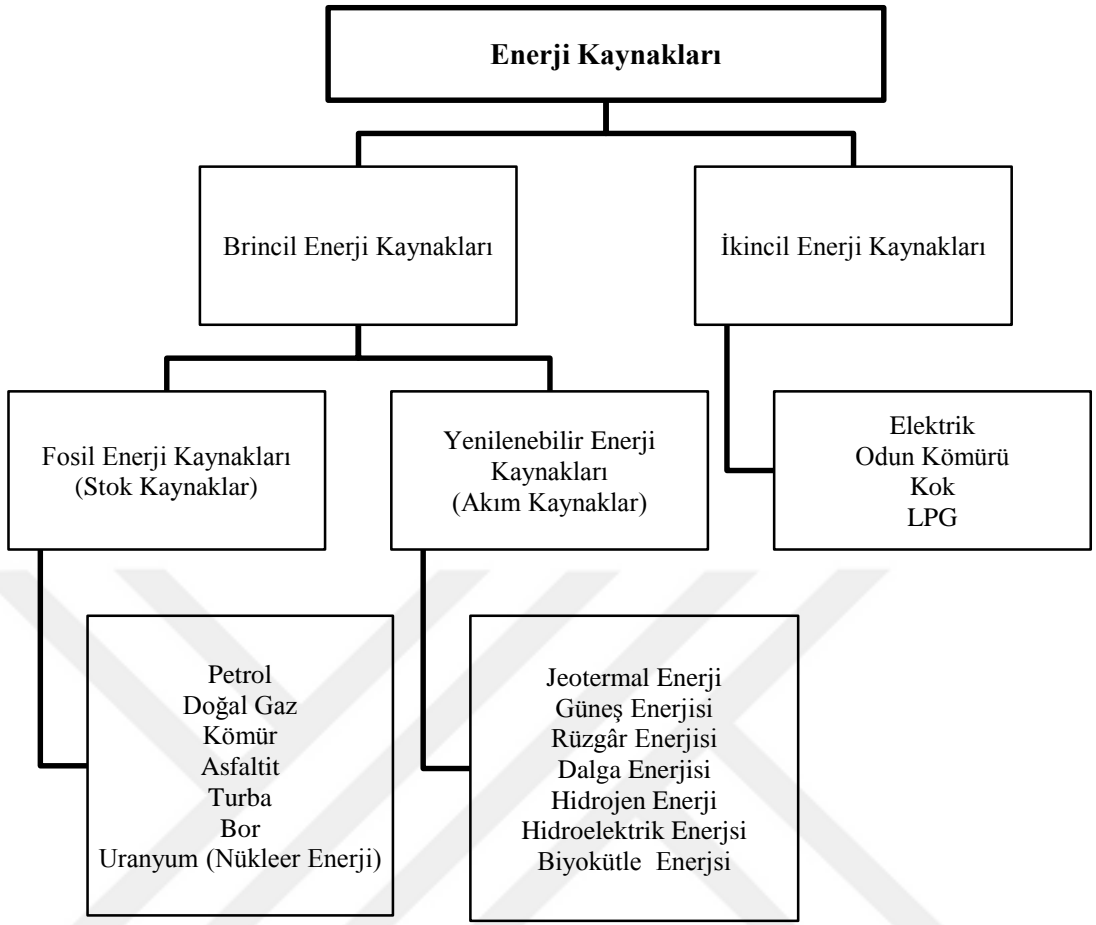 Enerji Kaynakları
Brincil Enerji Kaynakları
İkincil Enerji Kaynakları
Fosil Enerji Kaynakları
(Stok Kaynaklar)
Yenilenebilir Enerji
Kaynakları
(Akım Kaynaklar)
Elektrik
Odun Kömürü
Kok
LPG
Petrol
Doğal Gaz
Kömür
Asfaltit
Turba
Bor
Uranyum (Nükleer Enerji)
Jeotermal Enerji
Güneş Enerjisi
Rüzgâr Enerjisi
Dalga Enerjisi
Hidrojen Enerji
Hidroelektrik Enerjsi
Biyokütle  Enerjsi